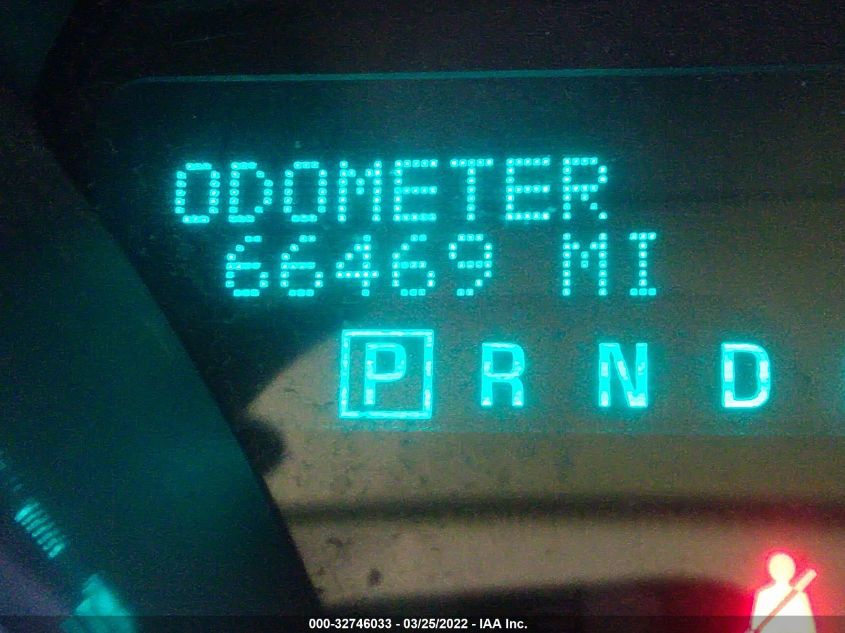 ODOMETER
66469 MI
P R N D
000-32746033 - 03/25/2022 - IAA Inc.